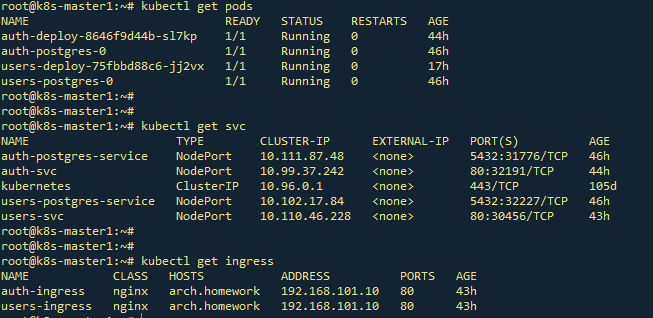 root@k8s-master1:~# kubectl get pods
NAME READY STATUS RESTARTS AGE
auth-deploy-8646f9d44b-sl7kp 1/1 Running 0 44h
auth-postgres-0 1/1 Running 0 46h
users-deploy-75fbbd88c6-jj2vx 1/1 Running 0 17h
users-postgres-0 1/1 Running 0 46h
root@k8s-master1:~#
root@k8s-master1:~#
root@k8s-master1:~# kubectl get svc
NAME TYPE CLUSTER-IP EXTERNAL-IP PORT(S) AGE
auth-postgres-service NodePort 10.111.87.48 <none> 5432:31776/TCP 46h
auth-svc NodePort 10.99.37.242 <none> 80:32191/TCP 44h
kubernetes ClusterIP 10.96.0.1 <none> 443/TCP 105d
users-postgres-service NodePort 10.102.17.84 <none> 5432:32227/TCP 46h
users-svc NodePort 10.110.46.228 <none> 80:30456/TCP 43h
root@k8s-master1:~#
root@k8s-master1:~#
root@k8s-master1:~# kubectl get ingress
NAME CLASS HOSTS ADDRESS PORTS AGE
auth-ingress nginx arch.homework 192.168.101.10 80 43h
users-ingress nginx arch.homework 192.168.101.10 80 43h
root@k8s-master1:~#